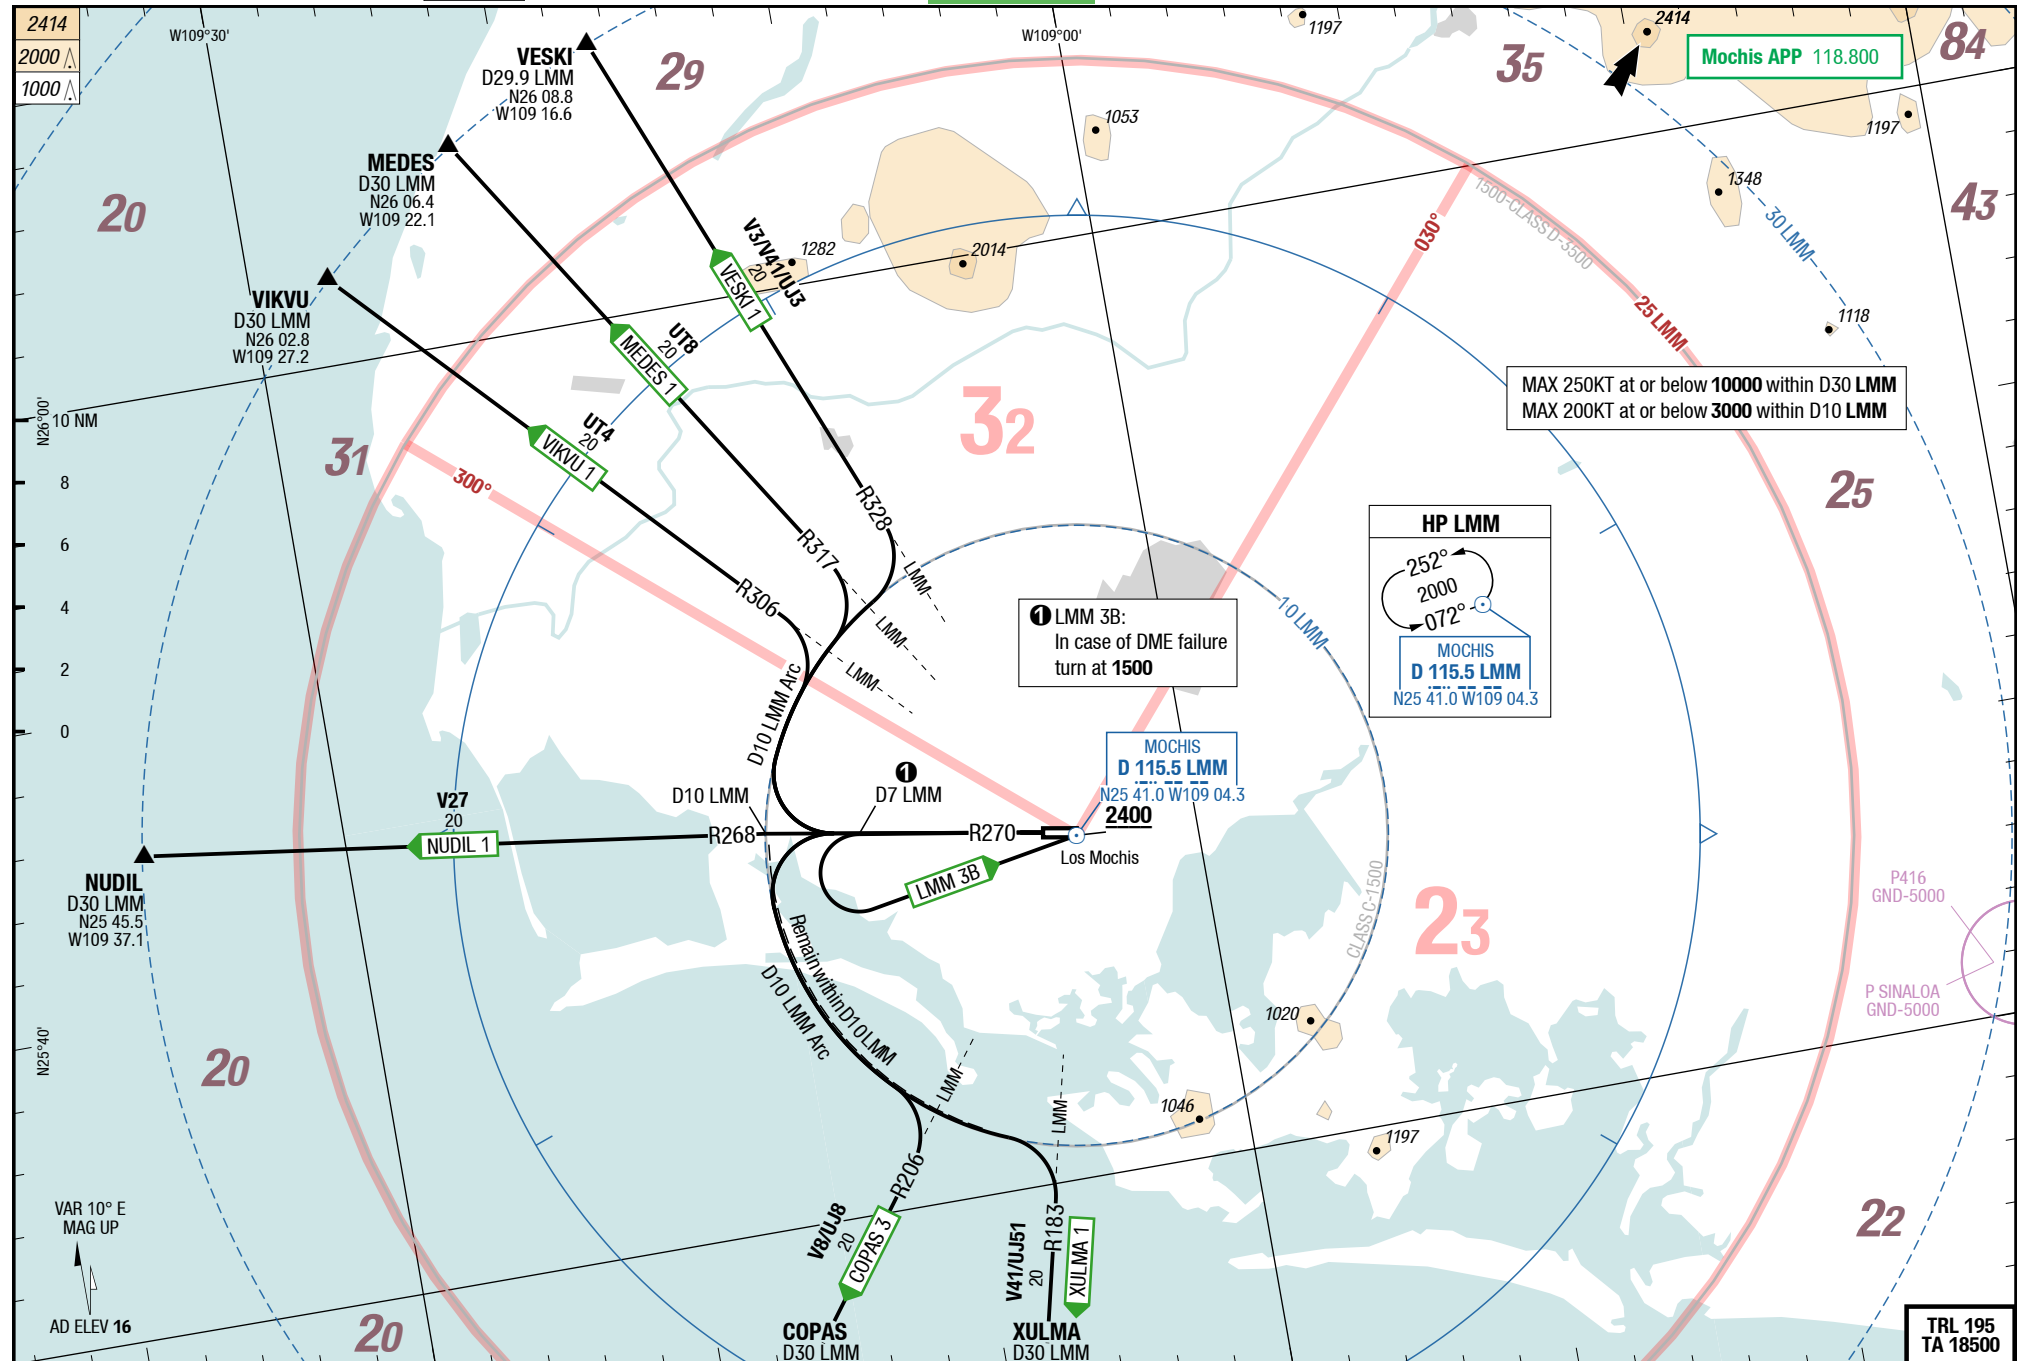 2414
2000
1000
W109°30'
W109°00'
VESKI
D29.9 LMM
N26 08.8
W109 16.6
29
1197
35
2414
Mochis APP 118.800
84
1197
1053
MEDES
D30 LMM
N26 06.4
W109 22.1
20
1500-CLASS D-3500
030°
1348
43
30 LMM
V3/V41/UJ3
20
VESKI 1
1282
2014
VIKVU
D30 LMM
N26 02.8
W109 27.2
UT8
20
MEDES 1
25 LMM
1118
MAX 250KT at or below 10000 within D30 LMM
MAX 200KT at or below 3000 within D10 LMM
N26°00'
10 NM
8
6
4
2
0
31
300°
UT4
20
VIKVU 1
32
25
R328
R317
R306
LMM
LMM
LMM
HP LMM
252°
2000
072°
MOCHIS
D 115.5 LMM
N25 41.0 W109 04.3
10 LMM
1 LMM 3B:
In case of DME failure
turn at 1500
D10 LMM Arc
MOCHIS
D 115.5 LMM
N25 41.0 W109 04.3
2400
Los Mochis
1
D7 LMM
D10 LMM
V27
20
NUDIL 1
R268
R270
LMM 3B
NUDIL
D30 LMM
N25 45.5
W109 37.1
Remain within D10 LMM
D10 LMM Arc
CLASS C-1500
23
P416
GND-5000
P SINALOA
GND-5000
1020
1046
1197
N25°40'
20
LMM
LMM
R206
R183
V8/UJ8
20
COPAS 3
V41/UJ51
20
XULMA 1
22
VAR 10° E
MAG UP
AD ELEV 16
20
COPAS
D30 LMM
XULMA
D30 LMM
TRL 195
TA 18500